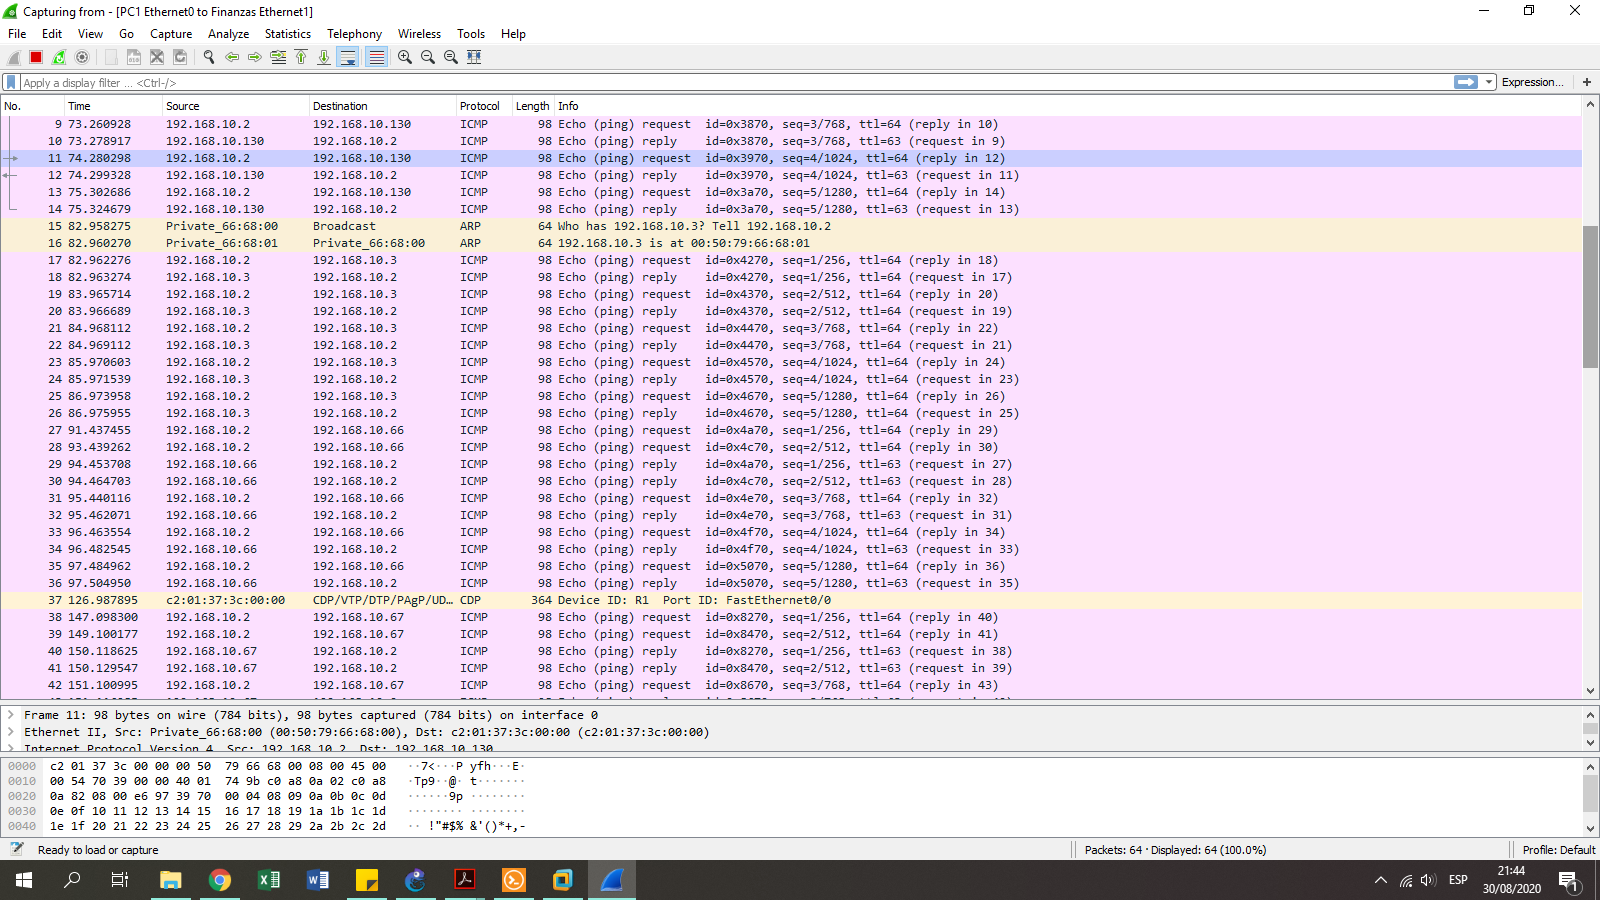 Capturing from - [PC1 Ethernet0 to Finanzas Ethernet1]
File Edit View Go Capture Analyze Statistics Telephony Wireless Tools Help
Apply a display filter ... <Ctrl-/> Expression... +
No. Time Source Destination Protocol Length Info
9 73.260928 192.168.10.2 192.168.10.130 ICMP 98 Echo (ping) request id=0x3870, seq=3/768, ttl=64 (reply in 10)
10 73.278917 192.168.10.130 192.168.10.2 ICMP 98 Echo (ping) reply id=0x3870, seq=3/768, ttl=63 (request in 9)
11 74.280298 192.168.10.2 192.168.10.130 ICMP 98 Echo (ping) request id=0x3970, seq=4/1024, ttl=64 (reply in 12)
12 74.299328 192.168.10.130 192.168.10.2 ICMP 98 Echo (ping) reply id=0x3970, seq=4/1024, ttl=63 (request in 11)
13 75.302686 192.168.10.2 192.168.10.130 ICMP 98 Echo (ping) request id=0x3a70, seq=5/1280, ttl=64 (reply in 14)
14 75.324679 192.168.10.130 192.168.10.2 ICMP 98 Echo (ping) reply id=0x3a70, seq=5/1280, ttl=63 (request in 13)
15 82.958275 Private_66:68:00 Broadcast ARP 64 Who has 192.168.10.3? Tell 192.168.10.2
16 82.960270 Private_66:68:01 Private_66:68:00 ARP 64 192.168.10.3 is at 00:50:79:66:68:01
17 82.962276 192.168.10.2 192.168.10.3 ICMP 98 Echo (ping) request id=0x4270, seq=1/256, ttl=64 (reply in 18)
18 82.963274 192.168.10.3 192.168.10.2 ICMP 98 Echo (ping) reply id=0x4270, seq=1/256, ttl=64 (request in 17)
19 83.965714 192.168.10.2 192.168.10.3 ICMP 98 Echo (ping) request id=0x4370, seq=2/512, ttl=64 (reply in 20)
20 83.966689 192.168.10.3 192.168.10.2 ICMP 98 Echo (ping) reply id=0x4370, seq=2/512, ttl=64 (request in 19)
21 84.968112 192.168.10.2 192.168.10.3 ICMP 98 Echo (ping) request id=0x4470, seq=3/768, ttl=64 (reply in 22)
22 84.969112 192.168.10.3 192.168.10.2 ICMP 98 Echo (ping) reply id=0x4470, seq=3/768, ttl=64 (request in 21)
23 85.970603 192.168.10.2 192.168.10.3 ICMP 98 Echo (ping) request id=0x4570, seq=4/1024, ttl=64 (reply in 24)
24 85.971539 192.168.10.3 192.168.10.2 ICMP 98 Echo (ping) reply id=0x4570, seq=4/1024, ttl=64 (request in 23)
25 86.973958 192.168.10.2 192.168.10.3 ICMP 98 Echo (ping) request id=0x4670, seq=5/1280, ttl=64 (reply in 26)
26 86.975955 192.168.10.3 192.168.10.2 ICMP 98 Echo (ping) reply id=0x4670, seq=5/1280, ttl=64 (request in 25)
27 91.437455 192.168.10.2 192.168.10.66 ICMP 98 Echo (ping) request id=0x4a70, seq=1/256, ttl=64 (reply in 29)
28 93.439262 192.168.10.2 192.168.10.66 ICMP 98 Echo (ping) request id=0x4c70, seq=2/512, ttl=64 (reply in 30)
29 94.453708 192.168.10.66 192.168.10.2 ICMP 98 Echo (ping) reply id=0x4a70, seq=1/256, ttl=63 (request in 27)
30 94.464703 192.168.10.66 192.168.10.2 ICMP 98 Echo (ping) reply id=0x4c70, seq=2/512, ttl=63 (request in 28)
31 95.440116 192.168.10.2 192.168.10.66 ICMP 98 Echo (ping) request id=0x4e70, seq=3/768, ttl=64 (reply in 32)
32 95.462071 192.168.10.66 192.168.10.2 ICMP 98 Echo (ping) reply id=0x4e70, seq=3/768, ttl=63 (request in 31)
33 96.463554 192.168.10.2 192.168.10.66 ICMP 98 Echo (ping) request id=0x4f70, seq=4/1024, ttl=64 (reply in 34)
34 96.482545 192.168.10.66 192.168.10.2 ICMP 98 Echo (ping) reply id=0x4f70, seq=4/1024, ttl=63 (request in 33)
35 97.484962 192.168.10.2 192.168.10.66 ICMP 98 Echo (ping) request id=0x5070, seq=5/1280, ttl=64 (reply in 36)
36 97.504950 192.168.10.66 192.168.10.2 ICMP 98 Echo (ping) reply id=0x5070, seq=5/1280, ttl=63 (request in 35)
37 126.987895 c2:01:37:3c:00:00 CDP/VTP/DTP/PAgP/UD... CDP 364 Device ID: R1 Port ID: FastEthernet0/0
38 147.098300 192.168.10.2 192.168.10.67 ICMP 98 Echo (ping) request id=0x8270, seq=1/256, ttl=64 (reply in 40)
39 149.100177 192.168.10.2 192.168.10.67 ICMP 98 Echo (ping) request id=0x8470, seq=2/512, ttl=64 (reply in 41)
40 150.118625 192.168.10.67 192.168.10.2 ICMP 98 Echo (ping) reply id=0x8270, seq=1/256, ttl=63 (request in 38)
41 150.129547 192.168.10.67 192.168.10.2 ICMP 98 Echo (ping) reply id=0x8470, seq=2/512, ttl=63 (request in 39)
42 151.100995 192.168.10.2 192.168.10.67 ICMP 98 Echo (ping) request id=0x8670, seq=3/768, ttl=64 (reply in 43)
Frame 11: 98 bytes on wire (784 bits), 98 bytes captured (784 bits) on interface 0
Ethernet II, Src: Private_66:68:00 (00:50:79:66:68:00), Dst: c2:01:37:3c:00:00 (c2:01:37:3c:00:00)
Internet Protocol Version 4, Src: 192.168.10.2, Dst: 192.168.10.130
0000 c2 01 37 3c 00 00 00 50 79 66 68 00 08 00 45 00 ··7<···P yfh···E·
0010 00 54 70 39 00 00 40 01 74 9b c0 a8 0a 02 c0 a8 ·Tp9··@· t·······
0020 0a 82 08 00 e6 97 39 70 00 04 08 09 0a 0b 0c 0d ······9p ········
0030 0e 0f 10 11 12 13 14 15 16 17 18 19 1a 1b 1c 1d ········ ········
0040 1e 1f 20 21 22 23 24 25 26 27 28 29 2a 2b 2c 2d ·· !"#$% &'()*+,-
Ready to load or capture Packets: 64 · Displayed: 64 (100.0%) Profile: Default
ESP 21:44
30/08/2020 1